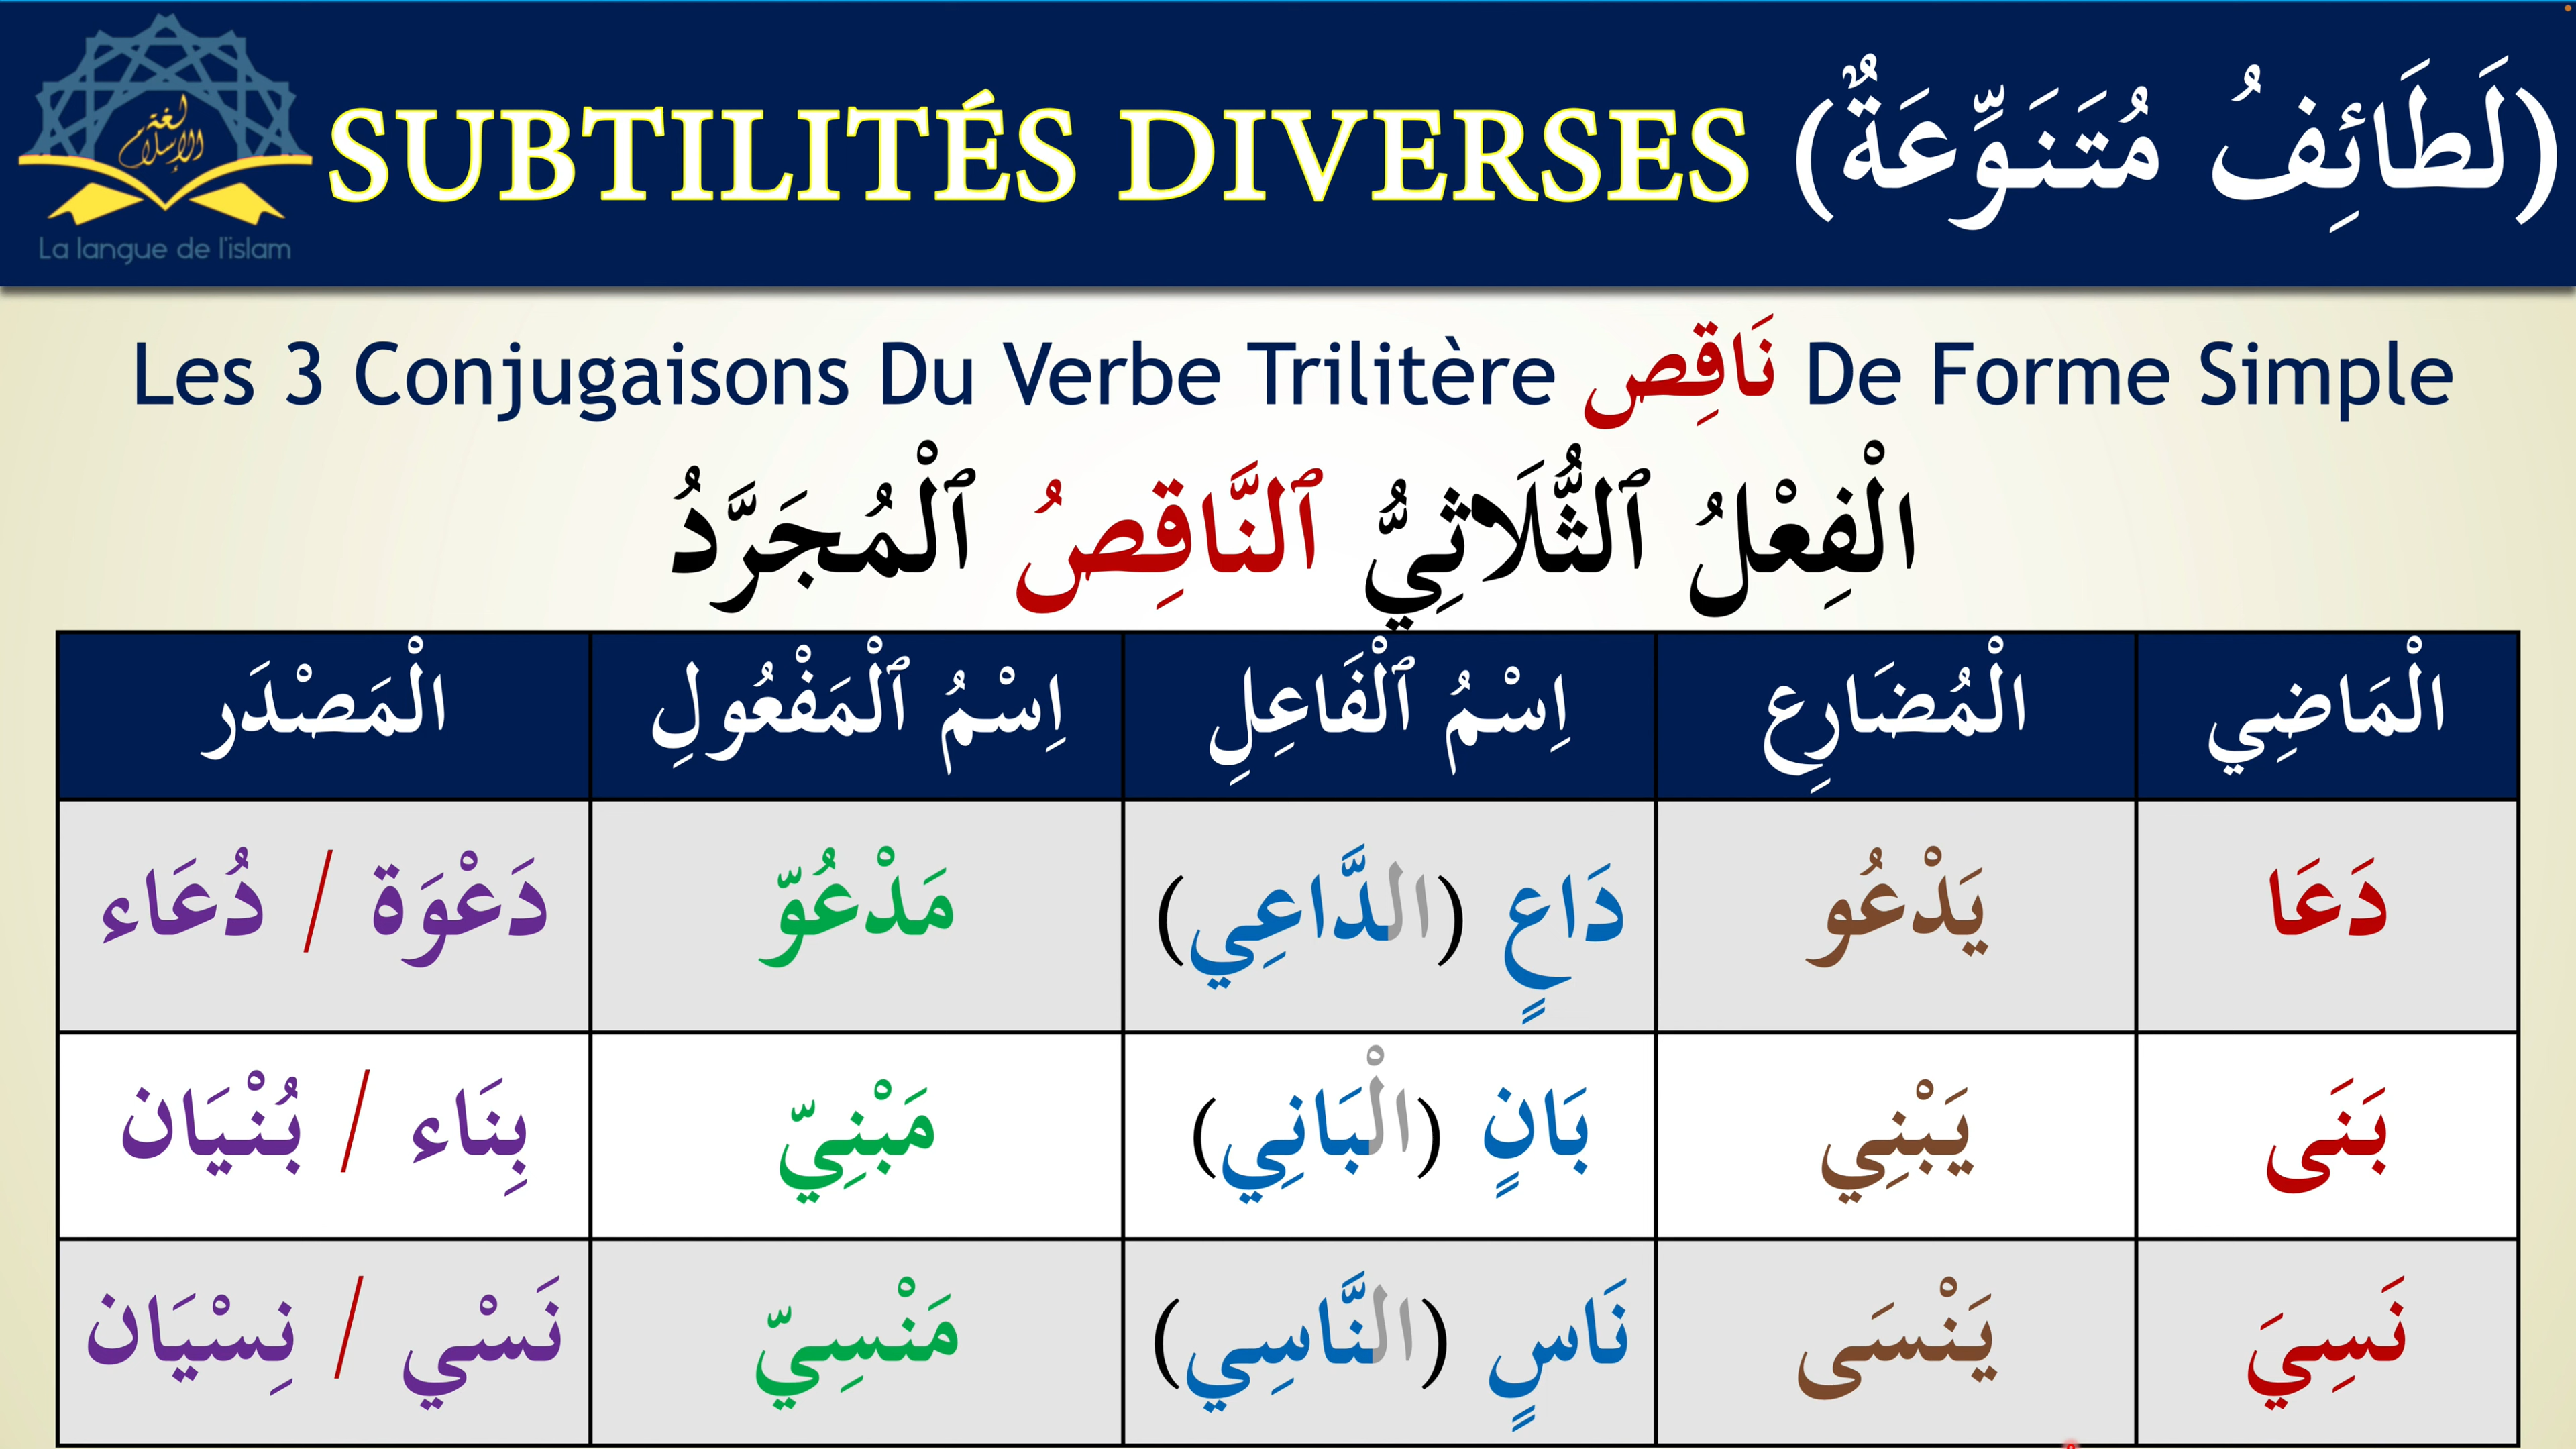 لغة الإسلام
La langue de l'islam
SUBTILITÉS DIVERSES (لَطَائِفُ مُتَنَوِّعَةٌ)
Les 3 Conjugaisons Du Verbe Trilitère نَاقِص De Forme Simple
الْفِعْلُ ٱلثُّلَاثِيُّ ٱلنَّاقِصُ ٱلْمُجَرَّدُ
الْمَاضِي الْمُضَارِعِ اِسْمُ ٱلْفَاعِلِ اِسْمُ ٱلْمَفْعُولِ الْمَصْدَر
دَعَا يَدْعُو دَاعٍ (الدَّاعِي) مَدْعُوّ دَعْوَة / دُعَاء
بَنَى يَبْنِي بَانٍ (الْبَانِي) مَبْنِيّ بِنَاء / بُنْيَان
نَسِيَ يَنْسَى نَاسٍ (النَّاسِي) مَنْسِيّ نَسْي / نِسْيَان